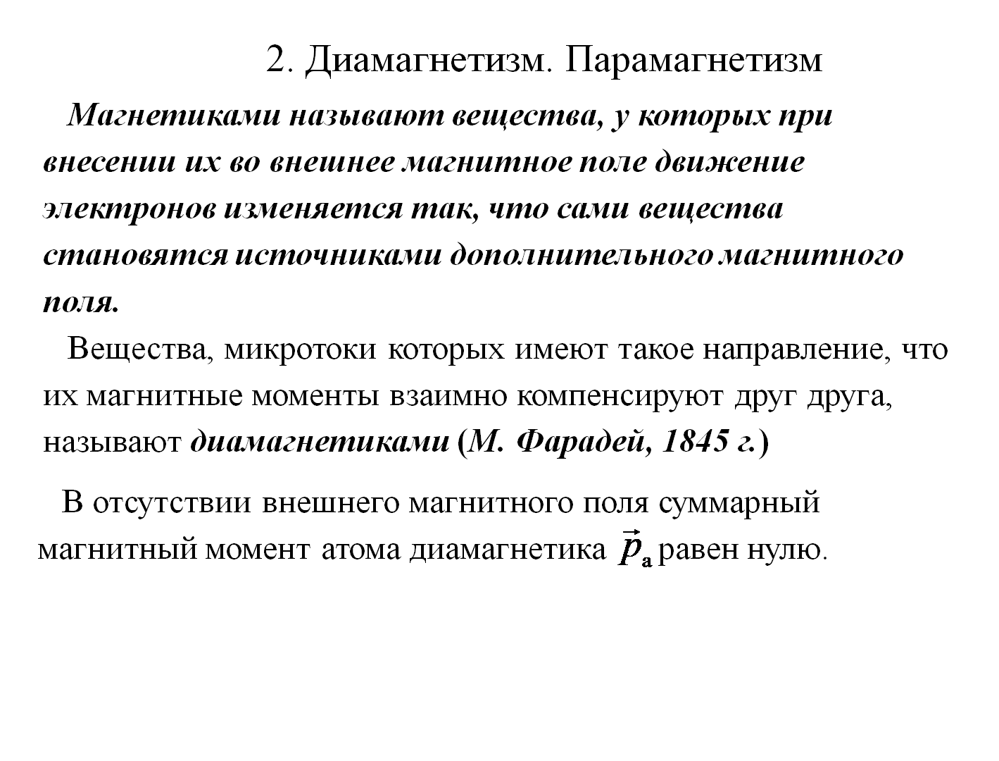 2. Диамагнетизм. Парамагнетизм
Магнетиками называют вещества, у которых при
внесении их во внешнее магнитное поле движение
электронов изменяется так, что сами вещества
становятся источниками дополнительного магнитного
поля.
Вещества, микротоки которых имеют такое направление, что
их магнитные моменты взаимно компенсируют друг друга,
называют диамагнетиками (М. Фарадей, 1845 г.)
В отсутствии внешнего магнитного поля суммарный
магнитный момент атома диамагнетика p⃗ₐ равен нулю.